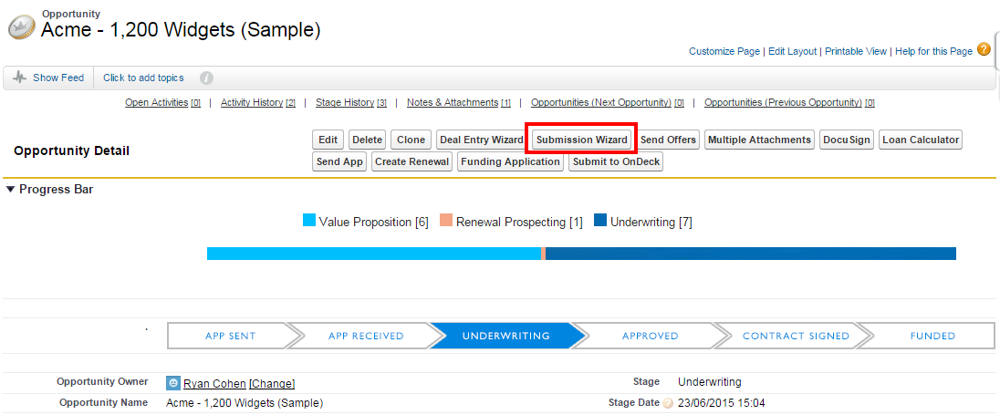 Opportunity
Acme - 1,200 Widgets (Sample)
Customize Page | Edit Layout | Printable View | Help for this Page ?
Show Feed Click to add topics i
Open Activities [0] | Activity History [2] | Stage History [3] | Notes & Attachments [1] | Opportunities (Next Opportunity) [0] | Opportunities (Previous Opportunity) [0]
Opportunity Detail
Edit Delete Clone Deal Entry Wizard Submission Wizard Send Offers Multiple Attachments DocuSign Loan Calculator
Send App Create Renewal Funding Application Submit to OnDeck
Progress Bar
Value Proposition [6] Renewal Prospecting [1] Underwriting [7]
APP SENT APP RECEIVED UNDERWRITING APPROVED CONTRACT SIGNED FUNDED
Opportunity Owner Ryan Cohen [Change] Stage Underwriting
Opportunity Name Acme - 1,200 Widgets (Sample) Stage Date ? 23/06/2015 15:04